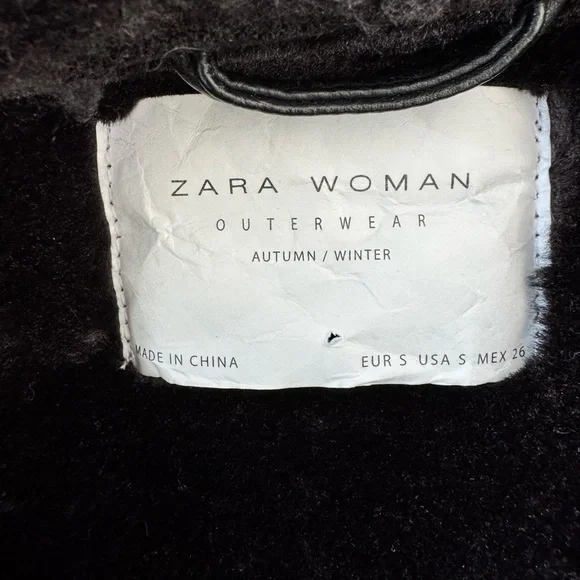 ZARA WOMAN
OUTERWEAR
AUTUMN / WINTER
MADE IN CHINA EUR S USA S MEX 26